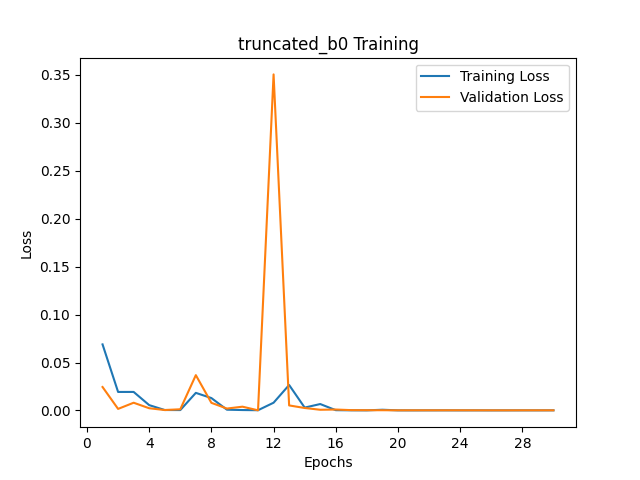 truncated_b0 Training
Training Loss
Validation Loss
0.35
0.30
0.25
0.20
0.15
0.10
0.05
0.00
Loss
0 4 8 12 16 20 24 28
Epochs